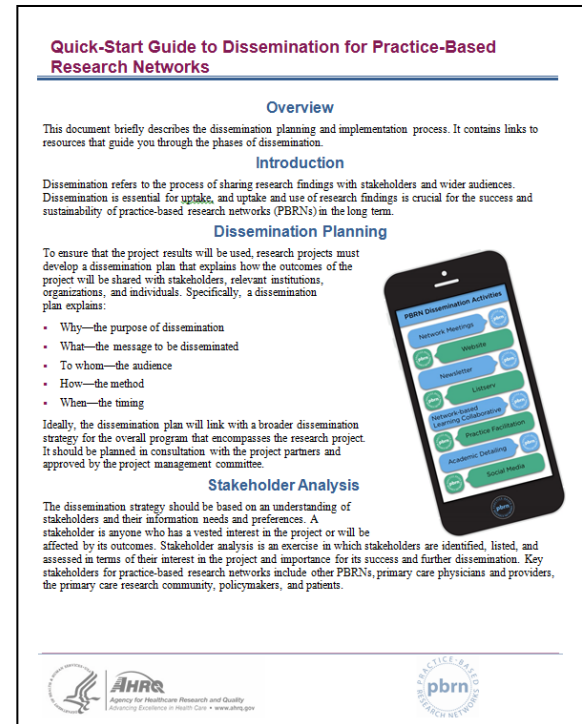 Quick-Start Guide to Dissemination for Practice-Based
Research Networks
Overview
This document briefly describes the dissemination planning and implementation process. It contains links to
resources that guide you through the phases of dissemination.
Introduction
Dissemination refers to the process of sharing research findings with stakeholders and wider audiences.
Dissemination is essential for uptake, and uptake and use of research findings is crucial for the success and
sustainability of practice-based research networks (PBRNs) in the long term.
Dissemination Planning
To ensure that the project results will be used, research projects must
develop a dissemination plan that explains how the outcomes of the
project will be shared with stakeholders, relevant institutions,
organizations, and individuals. Specifically, a dissemination
plan explains:
• Why—the purpose of dissemination
• What—the message to be disseminated
• To whom—the audience
• How—the method
• When—the timing
Ideally, the dissemination plan will link with a broader dissemination
strategy for the overall program that encompasses the research project.
It should be planned in consultation with the project partners and
approved by the project management committee.
PBRN Dissemination Activities
Network Meetings
pbrn
Website
pbrn
Newsletter
pbrn
Listserv
pbrn
Network-based
Learning Collaborative
pbrn
Practice Facilitation
pbrn
Academic Detailing
pbrn
Social Media
pbrn
pbrn
Stakeholder Analysis
The dissemination strategy should be based on an understanding of
stakeholders and their information needs and preferences. A
stakeholder is anyone who has a vested interest in the project or will be
affected by its outcomes. Stakeholder analysis is an exercise in which stakeholders are identified, listed, and
assessed in terms of their interest in the project and importance for its success and further dissemination. Key
stakeholders for practice-based research networks include other PBRNs, primary care physicians and providers,
the primary care research community, policymakers, and patients.
AHRQ
Agency for Healthcare Research and Quality
Advancing Excellence in Health Care • www.ahrq.gov
PRACTICE-BASED
pbrn
RESEARCH NETWORKS